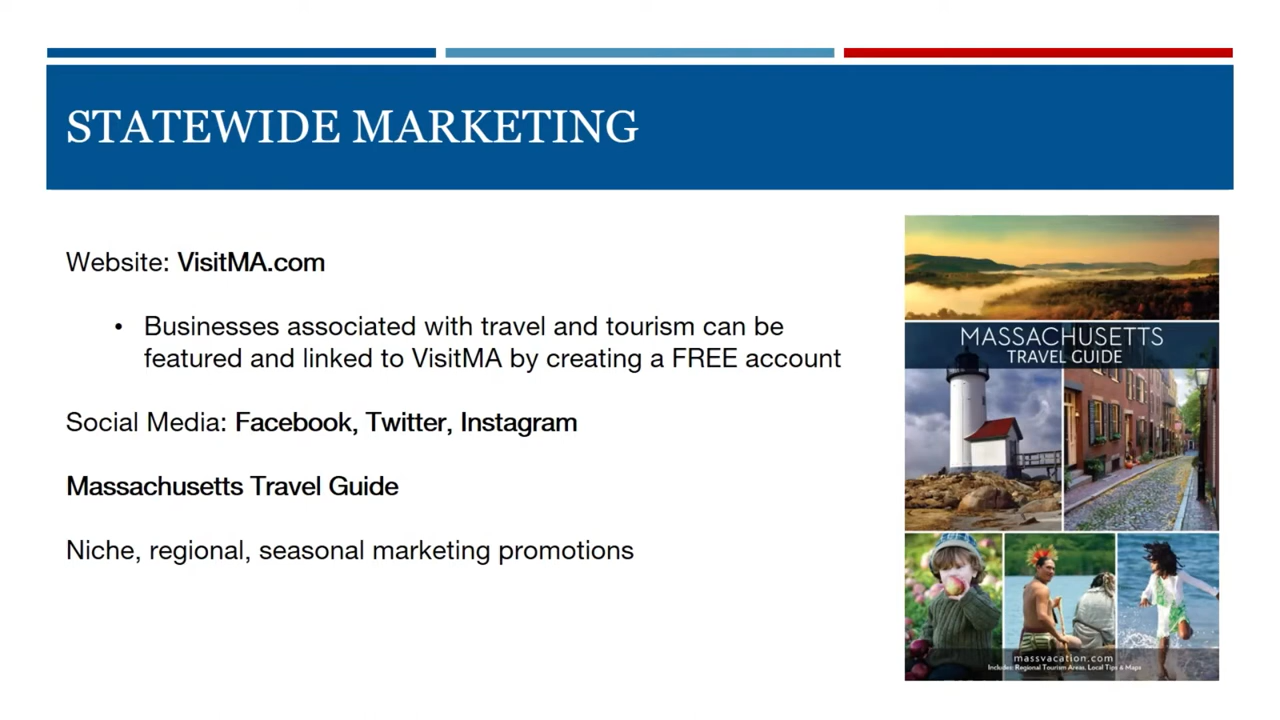 STATEWIDE MARKETING
Website: VisitMA.com
• Businesses associated with travel and tourism can be
featured and linked to VisitMA by creating a FREE account
Social Media: Facebook, Twitter, Instagram
Massachusetts Travel Guide
Niche, regional, seasonal marketing promotions
MASSACHUSETTS
TRAVEL GUIDE
massvacation.com
Includes: Regional Tourism Areas, Local Tips & Maps